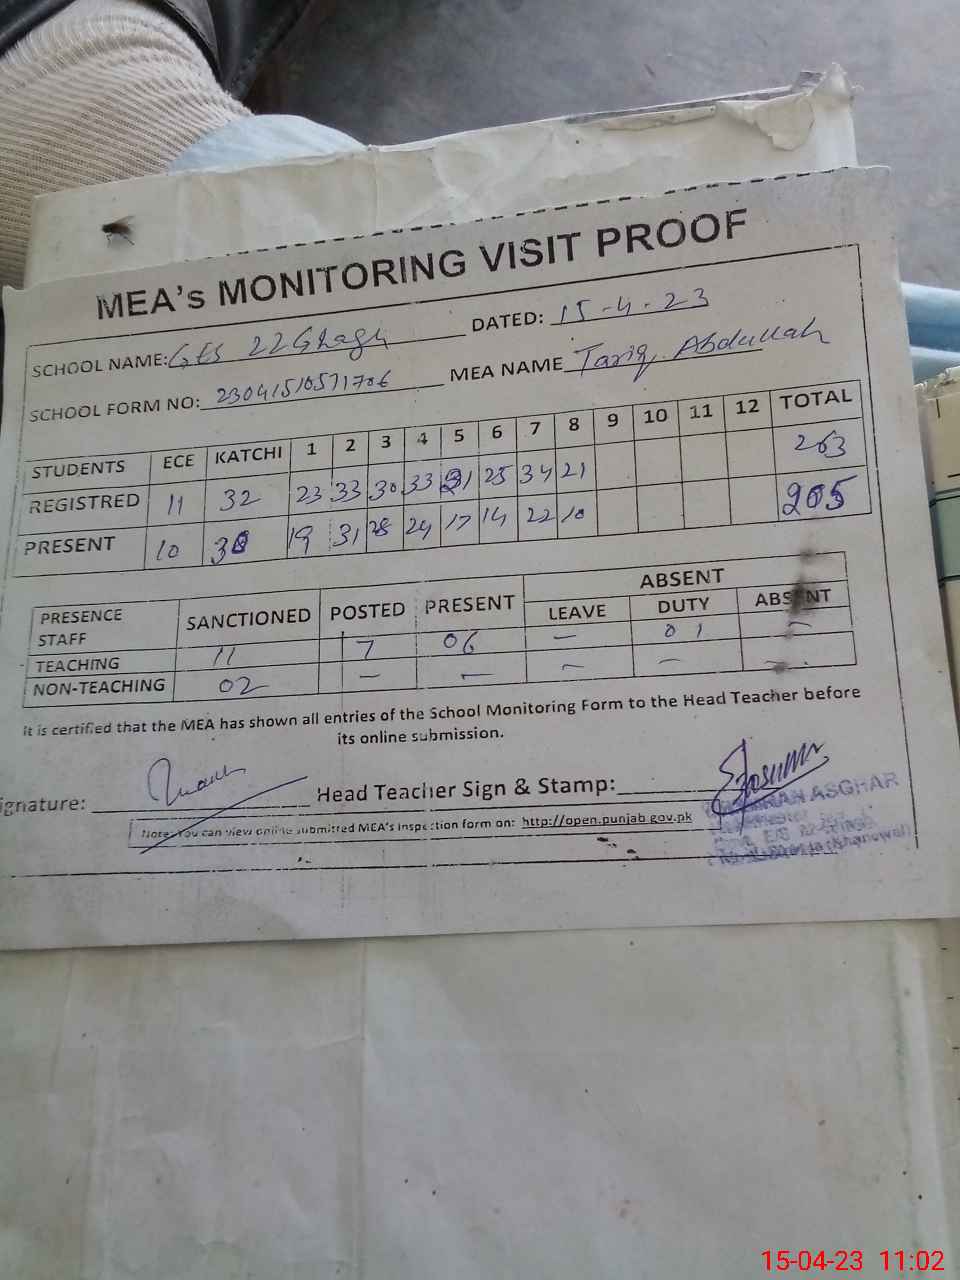 MEA's MONITORING VISIT PROOF
SCHOOL NAME: GES 22 Ghagh DATED: 15-4-23
SCHOOL FORM NO: 23041510571706 MEA NAME Tariq Abdullah
STUDENTS ECE KATCHI 1 2 3 4 5 6 7 8 9 10 11 12 TOTAL
REGISTRED 11 32 23 33 30 33 21 25 34 21 263
PRESENT 10 30 19 31 28 24 17 14 22 10 205
PRESENCE STAFF SANCTIONED POSTED PRESENT ABSENT
LEAVE DUTY ABSENT
TEACHING 11 7 06 – 01 –
NON-TEACHING 02 – – – – –
It is certified that the MEA has shown all entries of the School Monitoring Form to the Head Teacher before
its online submission.
ignature: Head Teacher Sign & Stamp:
ASGHAR
Note: You can view online submitted MEA's inspection form on: http://open.punjab.gov.pk
15-04-23 11:02